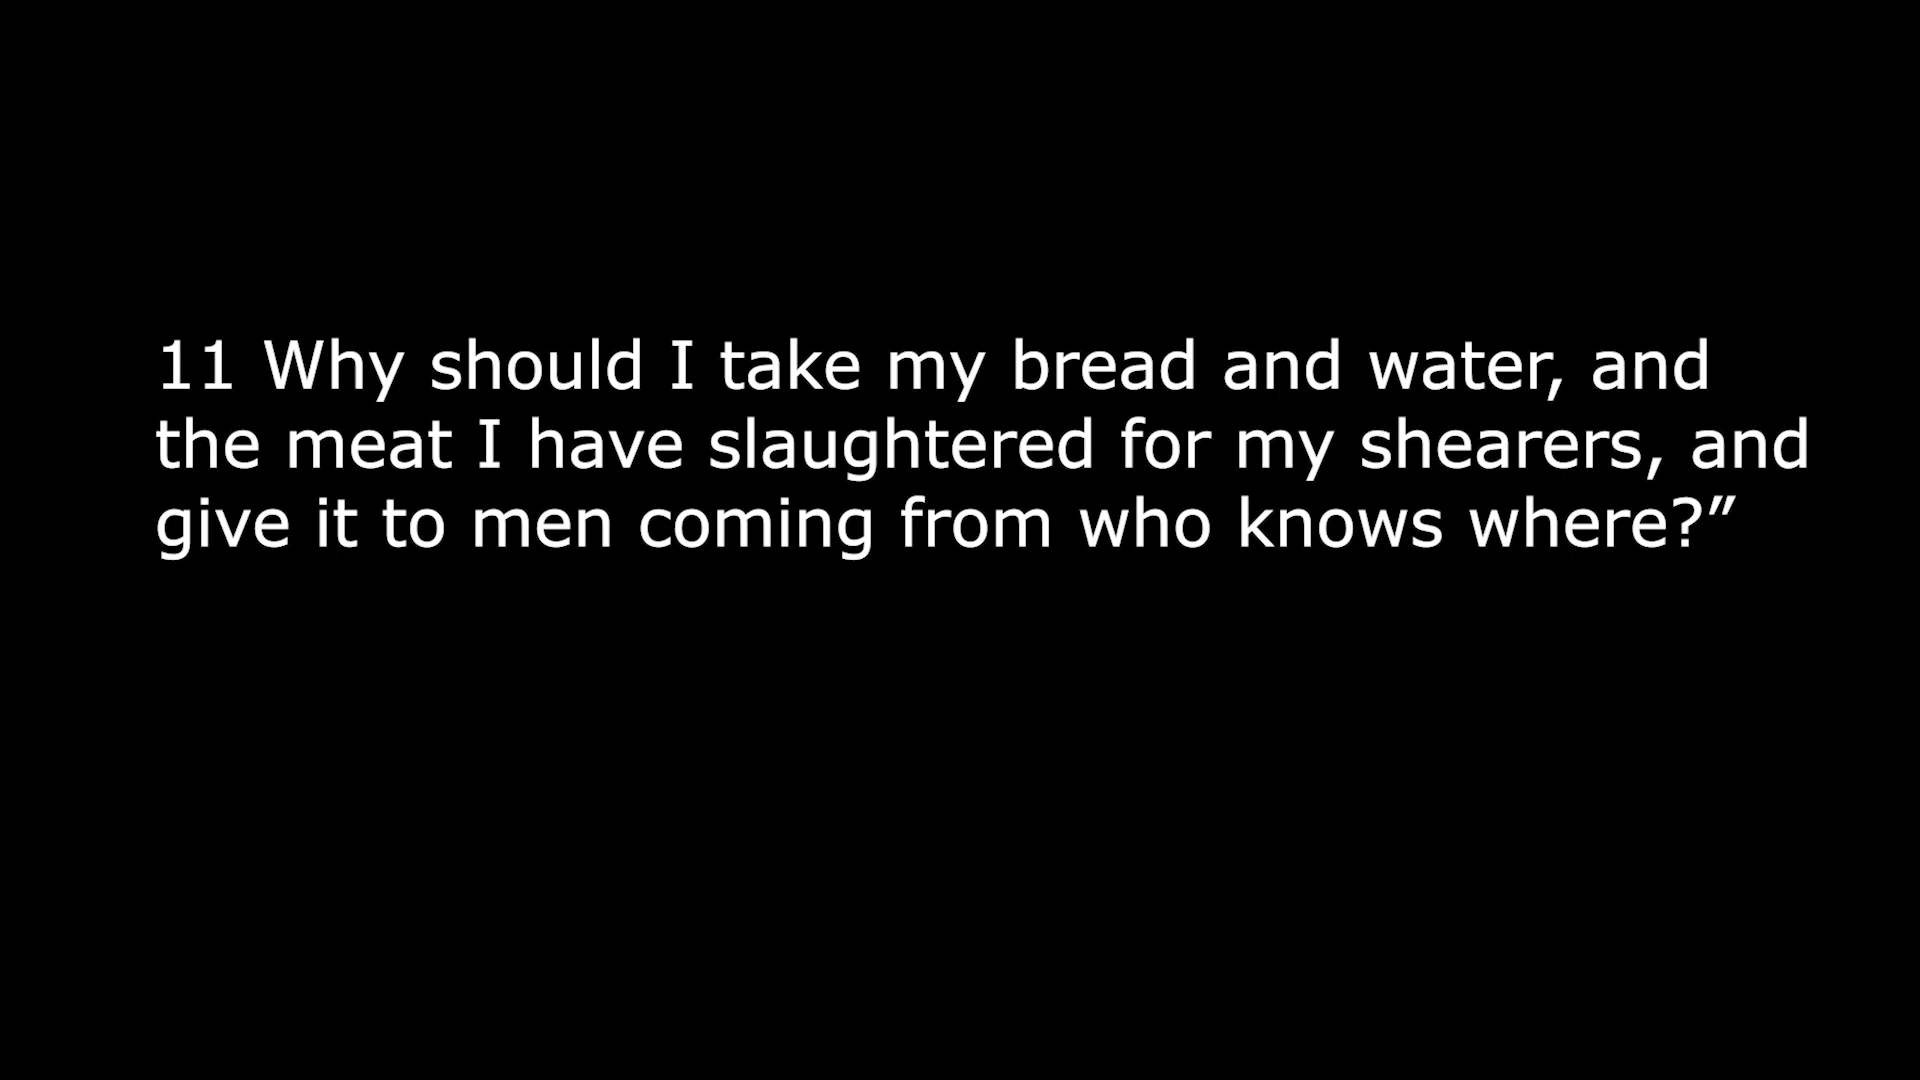 11 Why should I take my bread and water, and
the meat I have slaughtered for my shearers, and
give it to men coming from who knows where?”